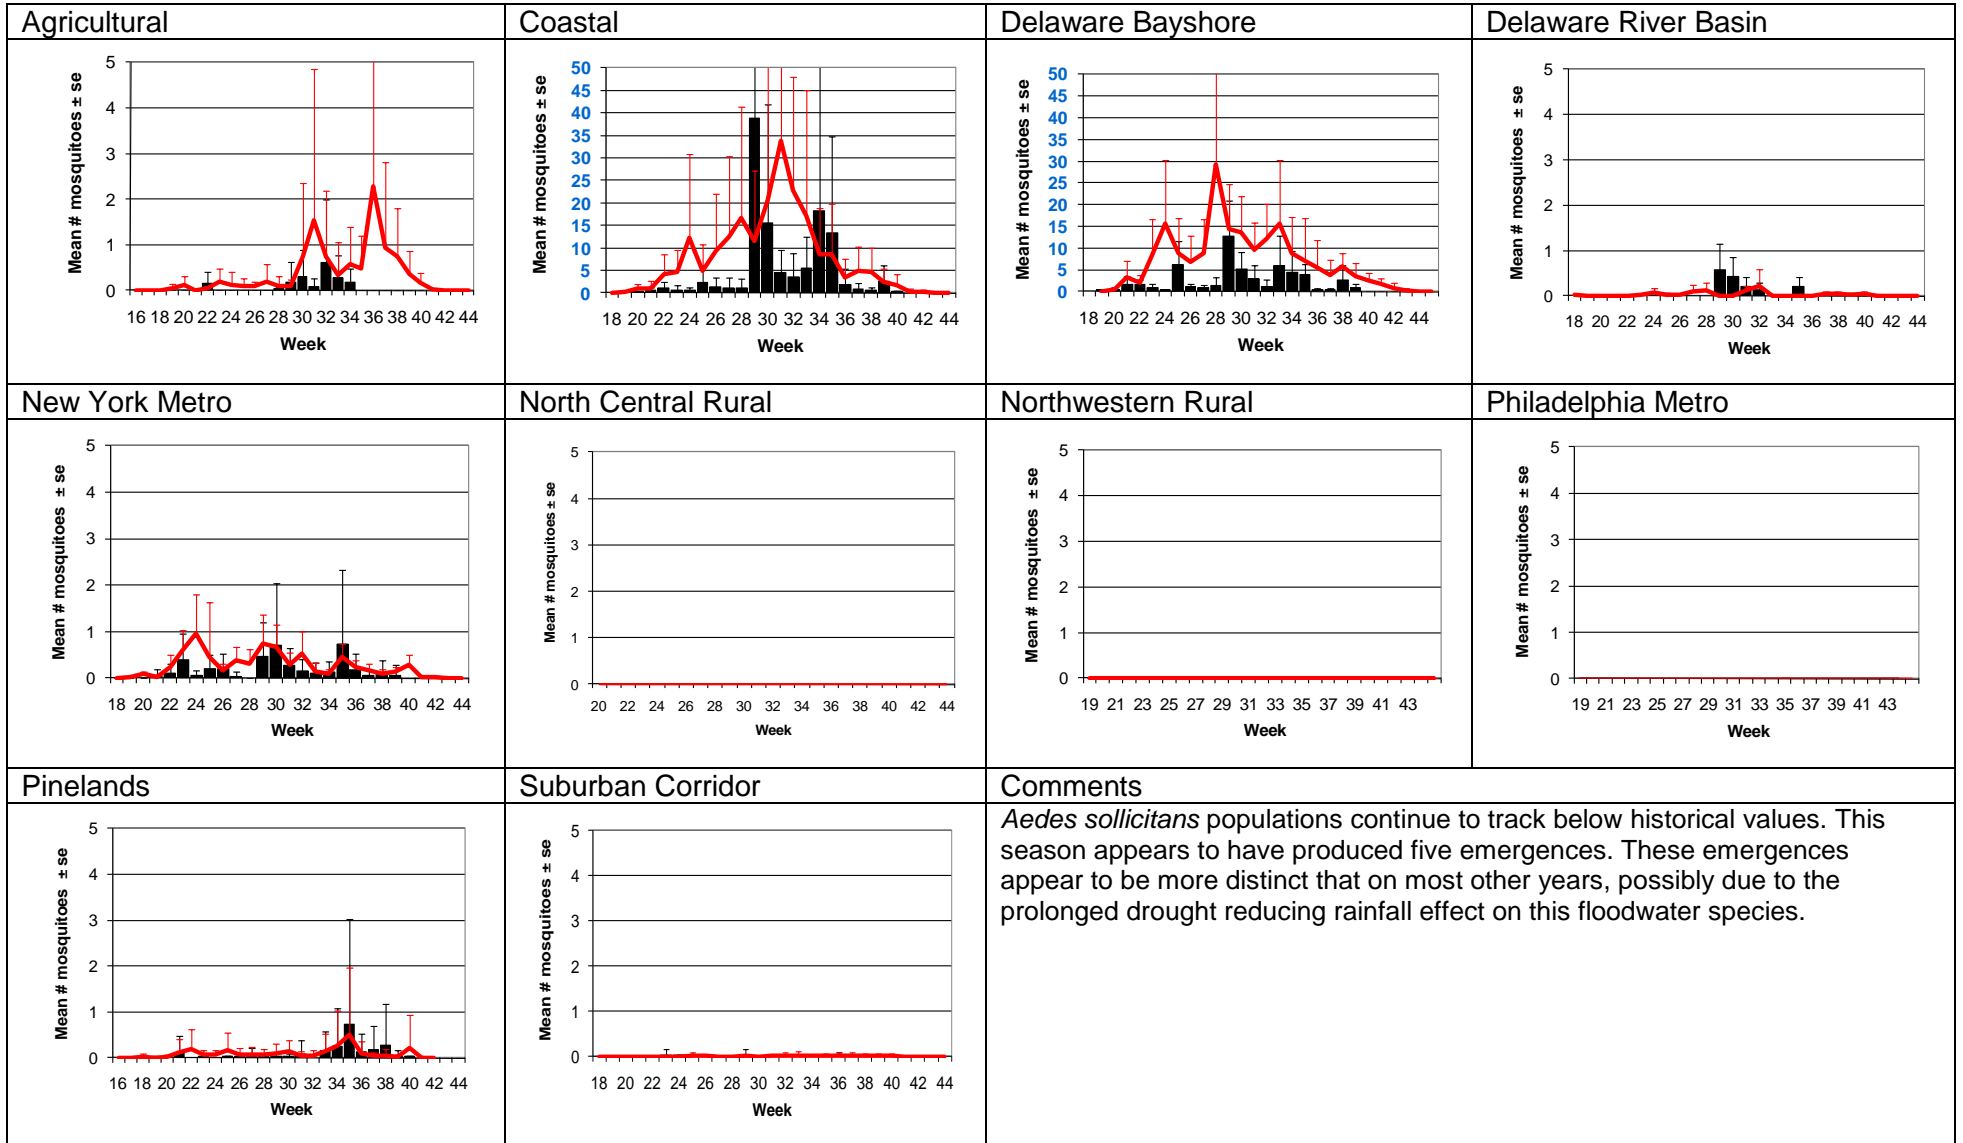 Agricultural
Coastal
Delaware Bayshore
Delaware River Basin
Mean # mosquitoes ± se
5
4
3
2
1
0
16 18 20 22 24 26 28 30 32 34 36 38 40 42 44
Week
Mean # mosquitoes ± se
50
45
40
35
30
25
20
15
10
5
0
18 20 22 24 26 28 30 32 34 36 38 40 42 44
Week
Mean # mosquitoes ± se
50
45
40
35
30
25
20
15
10
5
0
18 20 22 24 26 28 30 32 34 36 38 40 42 44
Week
Mean # mosquitoes ± se
5
4
3
2
1
0
18 20 22 24 26 28 30 32 34 36 38 40 42 44
Week
New York Metro
North Central Rural
Northwestern Rural
Philadelphia Metro
Mean # mosquitoes ± se
5
4
3
2
1
0
18 20 22 24 26 28 30 32 34 36 38 40 42 44
Week
Mean # mosquitoes ± se
5
4
3
2
1
0
20 22 24 26 28 30 32 34 36 38 40 42 44
Week
Mean # mosquitoes ± se
5
4
3
2
1
0
19 21 23 25 27 29 31 33 35 37 39 41 43
Week
Mean # mosquitoes ± se
5
4
3
2
1
0
19 21 23 25 27 29 31 33 35 37 39 41 43
Week
Pinelands
Suburban Corridor
Comments
Mean # mosquitoes ± se
5
4
3
2
1
0
16 18 20 22 24 26 28 30 32 34 36 38 40 42 44
Week
Mean # mosquitoes ± se
5
4
3
2
1
0
18 20 22 24 26 28 30 32 34 36 38 40 42 44
Week
Aedes sollicitans populations continue to track below historical values. This
season appears to have produced five emergences. These emergences
appear to be more distinct that on most other years, possibly due to the
prolonged drought reducing rainfall effect on this floodwater species.